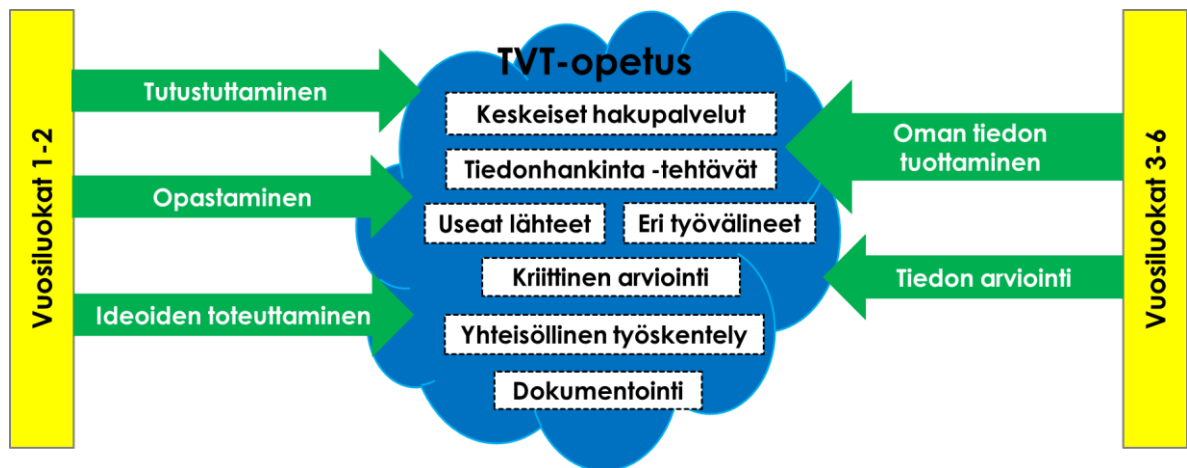 Vuosiluokat 1-2
Tutustuttaminen
Opastaminen
Ideoiden toteuttaminen
TVT-opetus
Keskeiset hakupalvelut
Tiedonhankinta -tehtävät
Useat lähteet
Eri työvälineet
Kriittinen arviointi
Yhteisöllinen työskentely
Dokumentointi
Oman tiedon
tuottaminen
Tiedon arviointi
Vuosiluokat 3-6